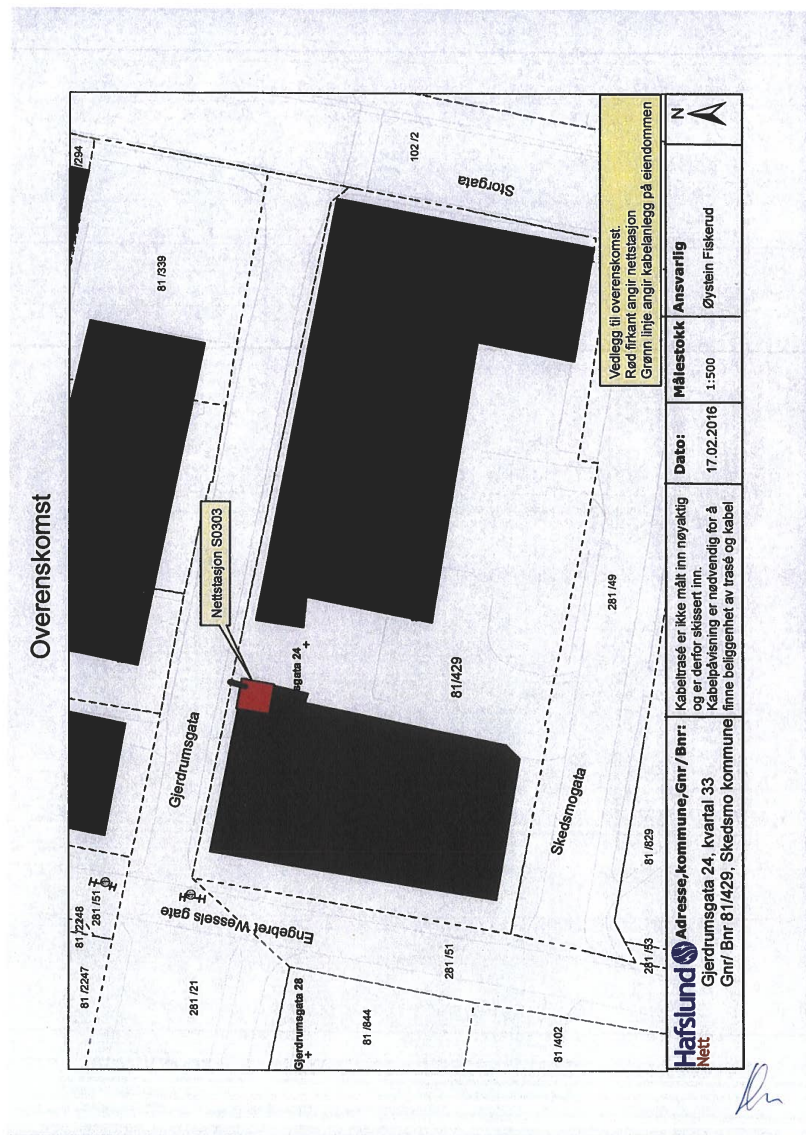 Overenskomst
/294
81 /339
102 /2
Storgata
Nettstasjon S0303
Gjerdrumsgata
sgata 24
81/429
281 /49
Skedsmogata
81 /829
81 /2248
281 /51
81 /2247
Engebret Wessels gate
281 /21
281 /51
281 /53
Gjerdrumsgata 28
81 /844
81 /402
Vedlegg til overenskomst.
Rød firkant angir nettstasjon
Grønn linje angir kabelanlegg på eiendommen
Hafslund
Nett
Adresse,kommune,Gnr/Bnr:
Gjerdrumsgata 24, kvartal 33
Gnr/ Bnr 81/429, Skedsmo kommune
Kabeltrasé er ikke målt inn nøyaktig
og er derfor skissert inn.
Kabelpåvisning er nødvendig for å
finne beliggenhet av trasé og kabel
Dato:
17.02.2016
Målestokk
1:500
Ansvarlig
Øystein Fiskerud
N